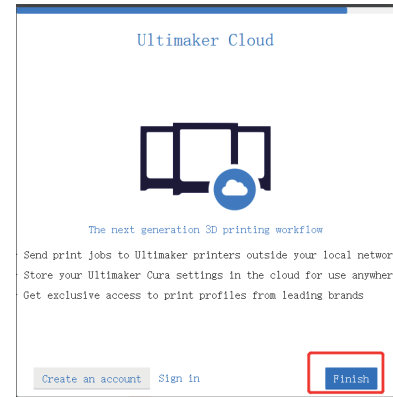 Ultimaker Cloud
The next generation 3D printing workflow
· Send print jobs to Ultimaker printers outside your local networ
· Store your Ultimaker Cura settings in the cloud for use anywher
· Get exclusive access to print profiles from leading brands
Create an account Sign in Finish